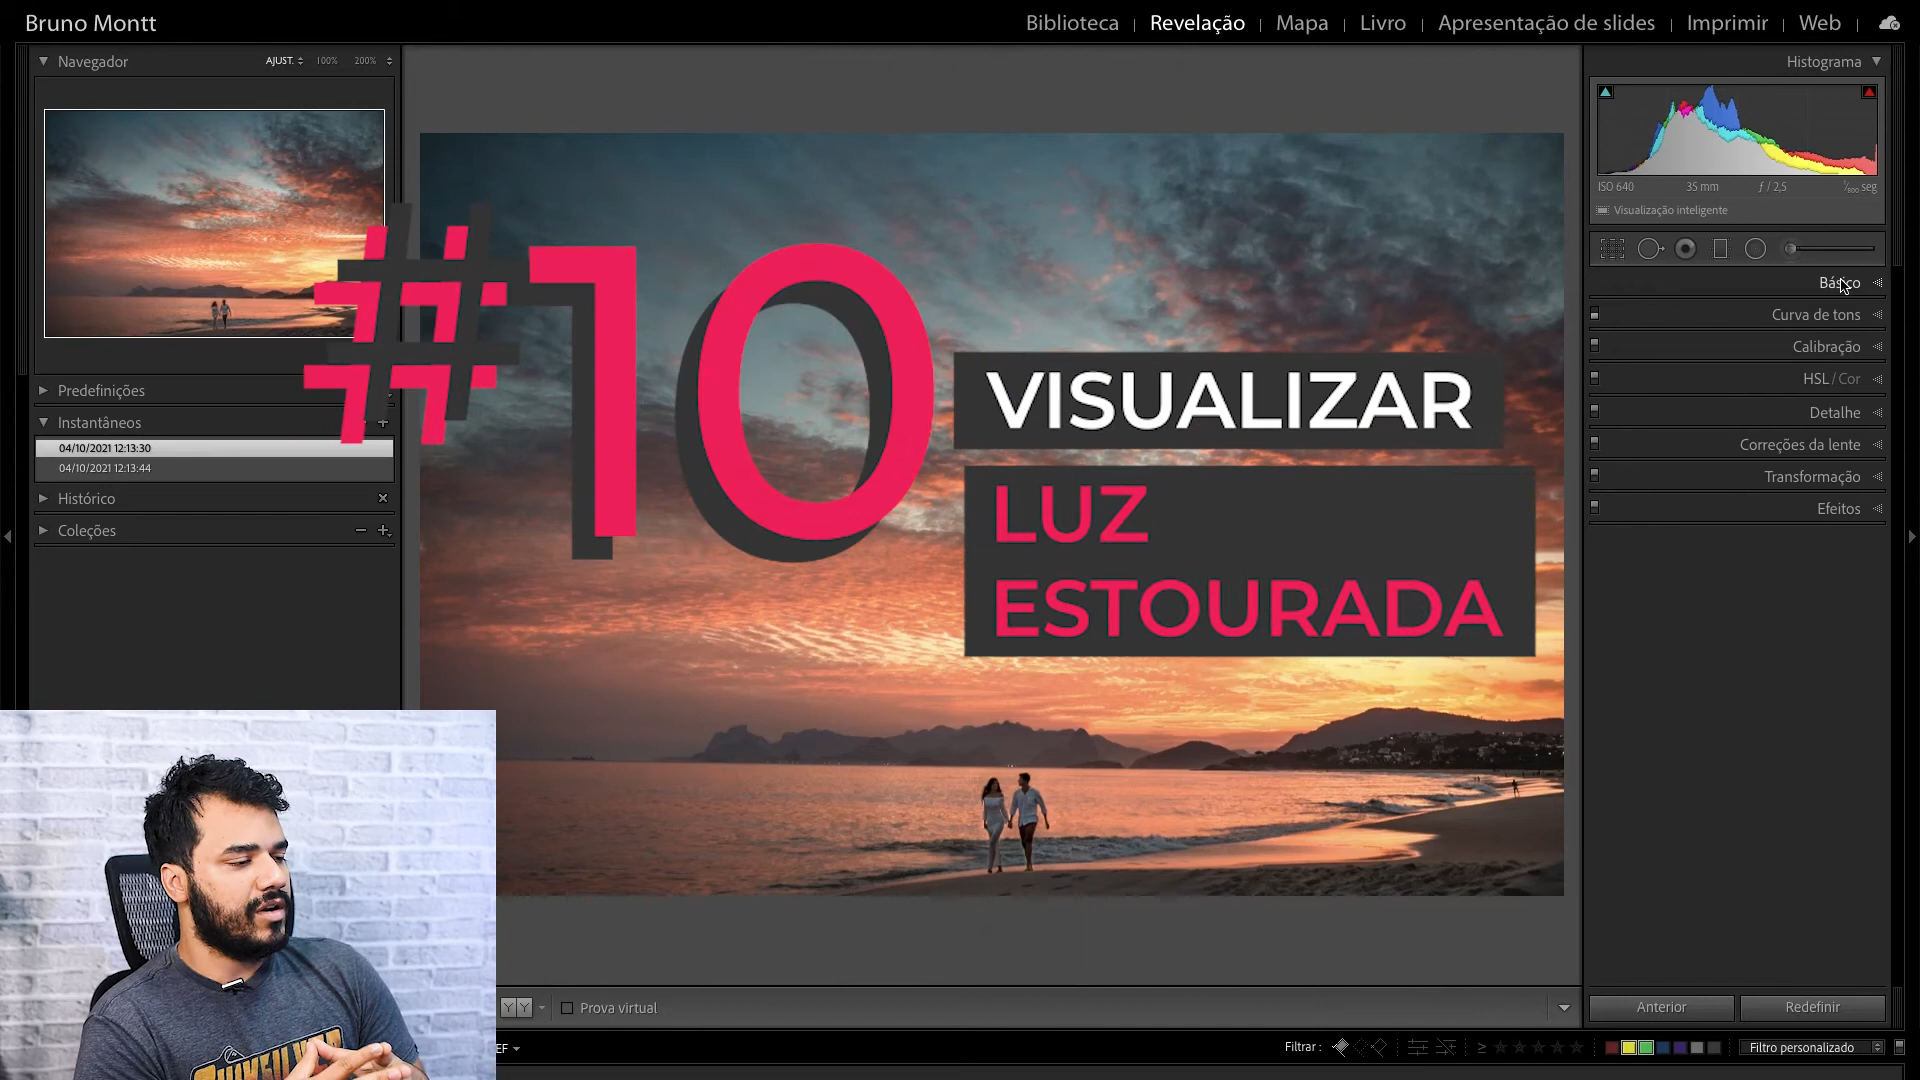 Bruno Montt
Biblioteca | Revelação | Mapa | Livro | Apresentação de slides | Imprimir | Web |
Navegador
AJUST. 100% 200%
Predefinições
Instantâneos
04/10/2021 12:13:30
04/10/2021 12:13:44
Histórico
Coleções
#10
VISUALIZAR
LUZ
ESTOURADA
Histograma
ISO 640 35 mm ƒ / 2,5 1/800 seg
Visualização inteligente
Básico
Curva de tons
Calibração
HSL / Cor
Detalhe
Correções da lente
Transformação
Efeitos
Y Y Prova virtual
Anterior Redefinir
Filtrar : Filtro personalizado